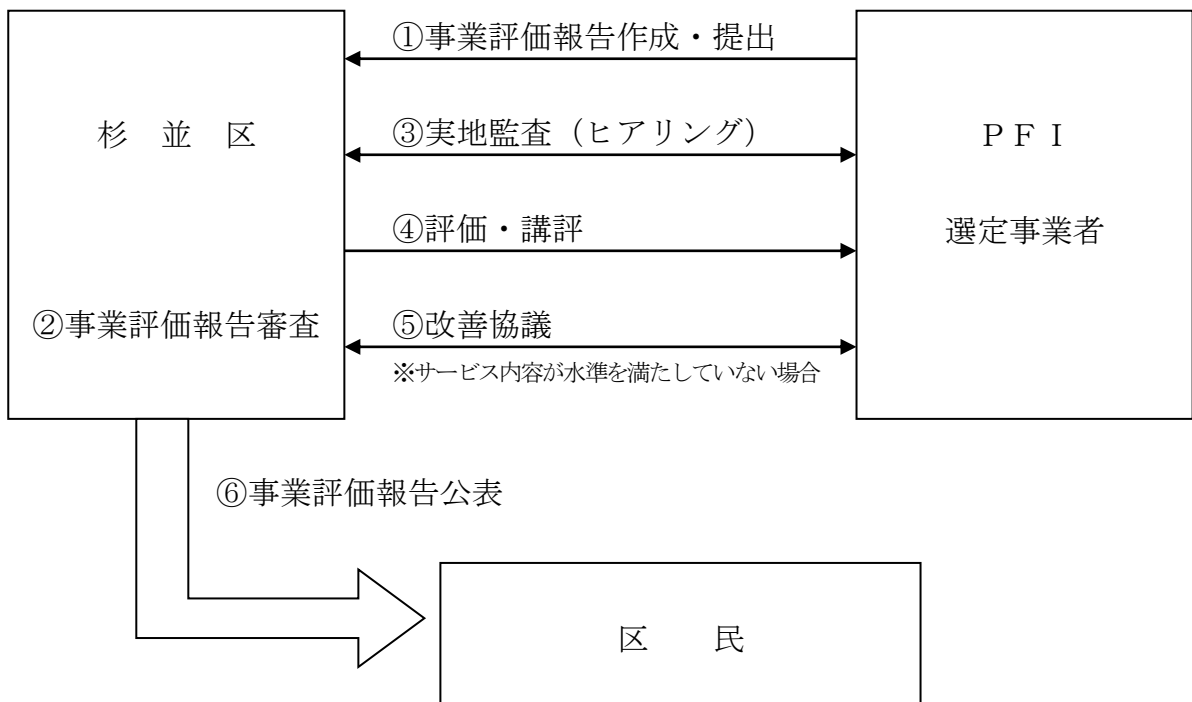 ①事業評価報告作成・提出
杉 並 区
③実地監査（ヒアリング）
ＰＦＩ
④評価・講評
選定事業者
②事業評価報告審査
⑤改善協議
※サービス内容が水準を満たしていない場合
⑥事業評価報告公表
区 民